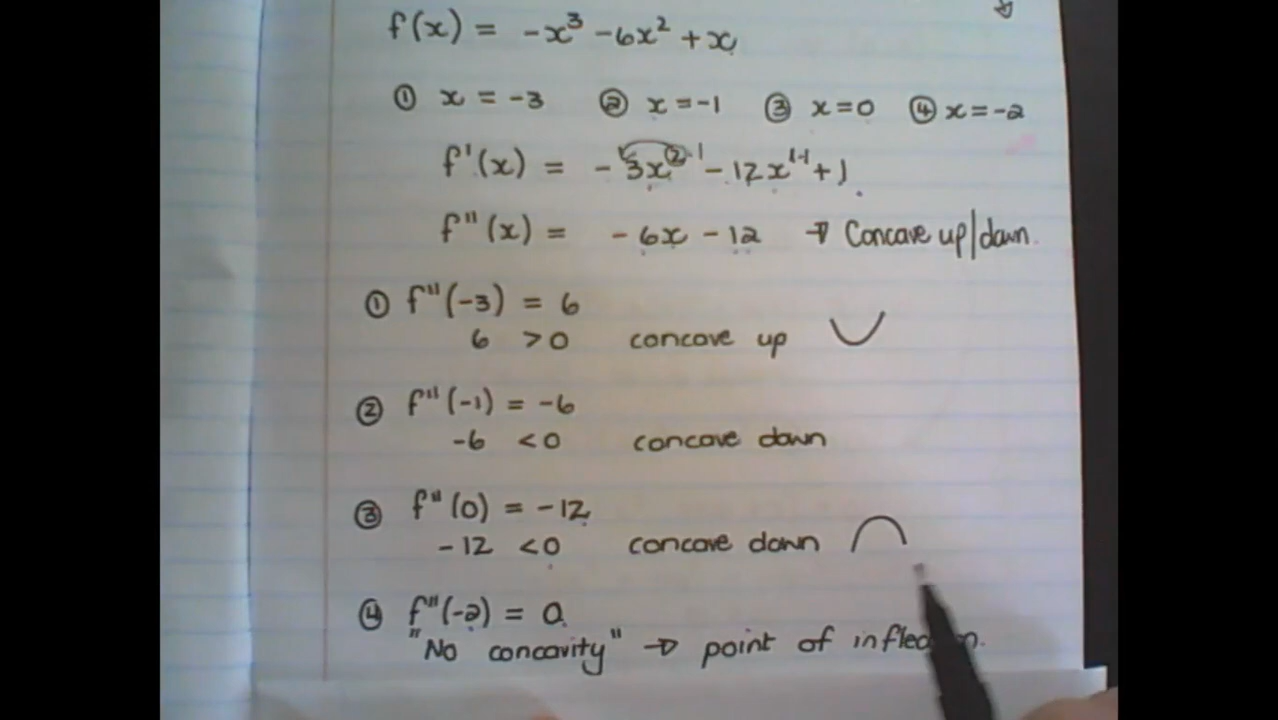 f(x) = -x³ - 6x² + x
① x = -3 ② x = -1 ③ x = 0 ④ x = -2
f'(x) = - 3x²⁻¹ - 12x¹⁻¹ + 1
f"(x) = - 6x - 12 → Concave up/down.
① f"(-3) = 6
6 > 0 concave up
② f"(-1) = -6
-6 < 0 concave down
③ f"(0) = -12
-12 < 0 concave down
④ f"(-2) = 0
"No concavity" → point of